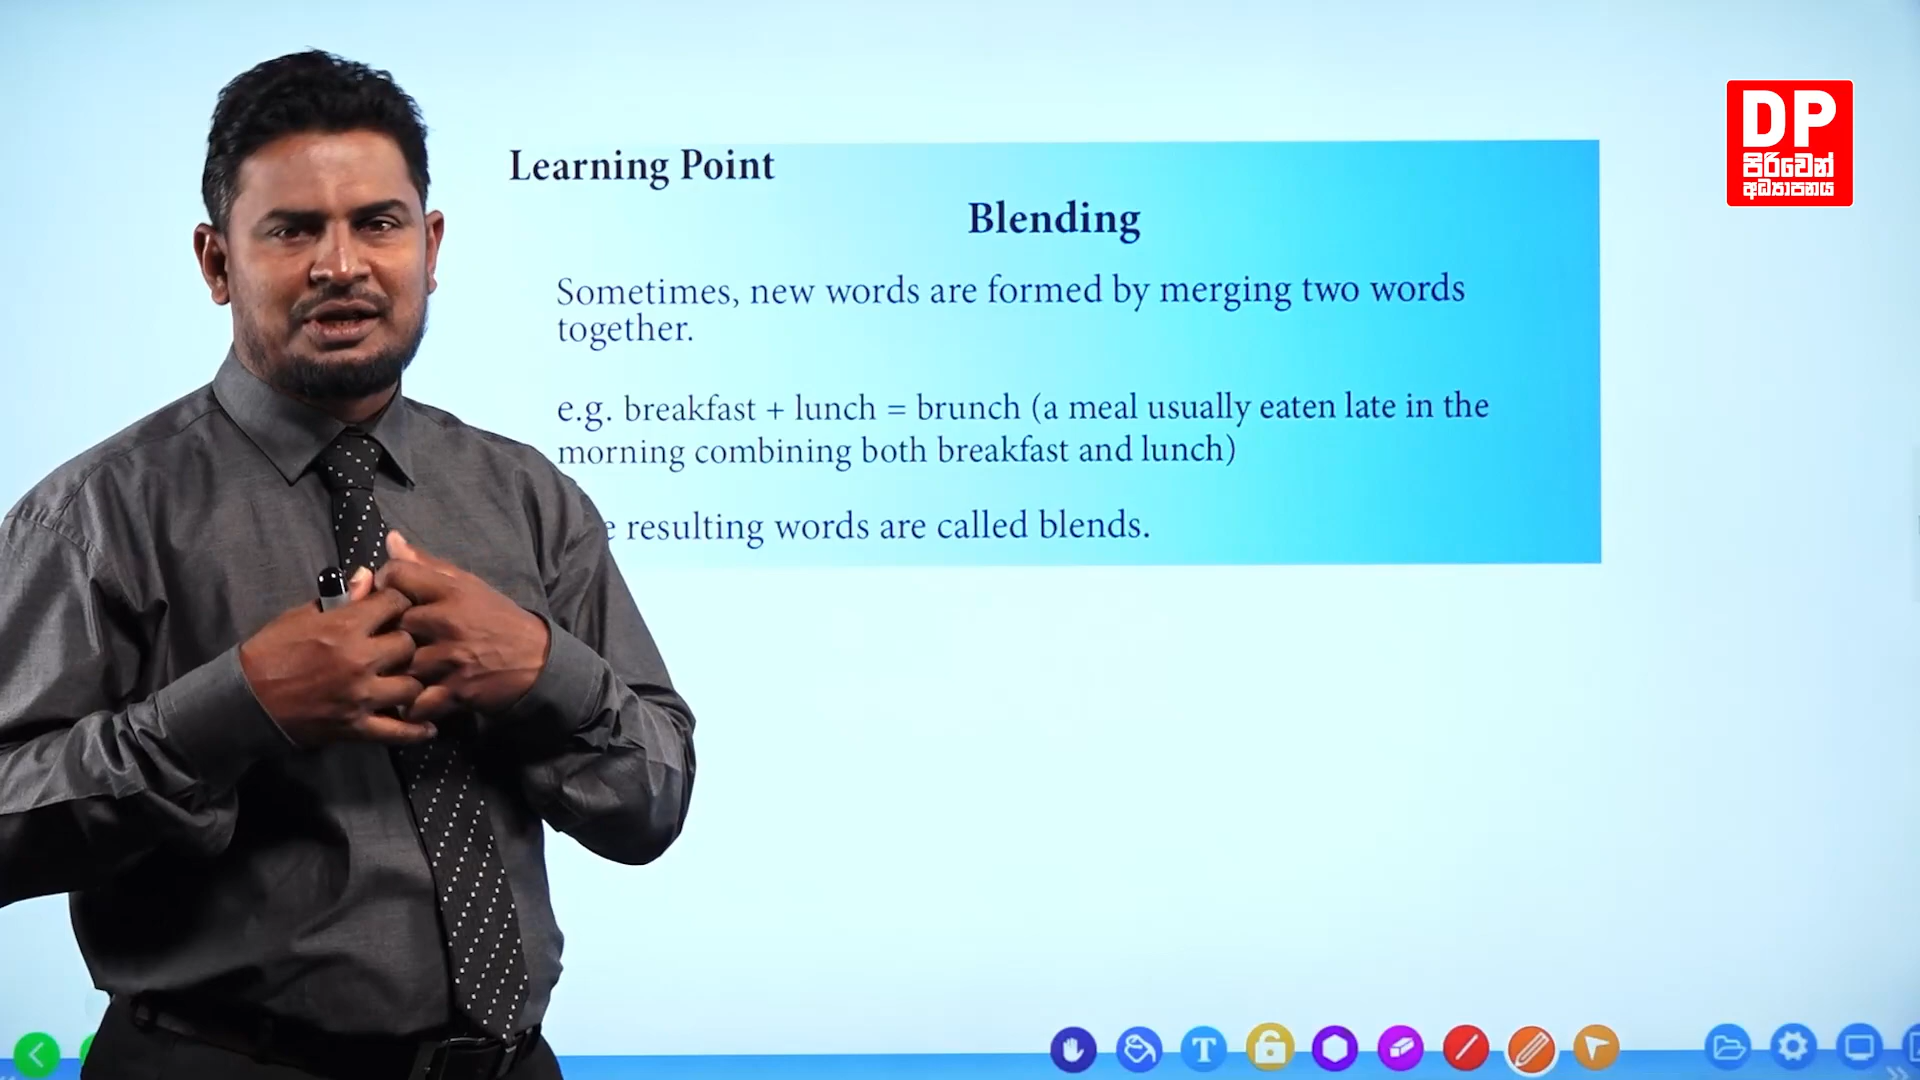 DP
පිරිවෙන්
අධ්‍යාපනය
Learning Point
Blending
Sometimes, new words are formed by merging two words
together.
e.g. breakfast + lunch = brunch (a meal usually eaten late in the
morning combining both breakfast and lunch)
resulting words are called blends.